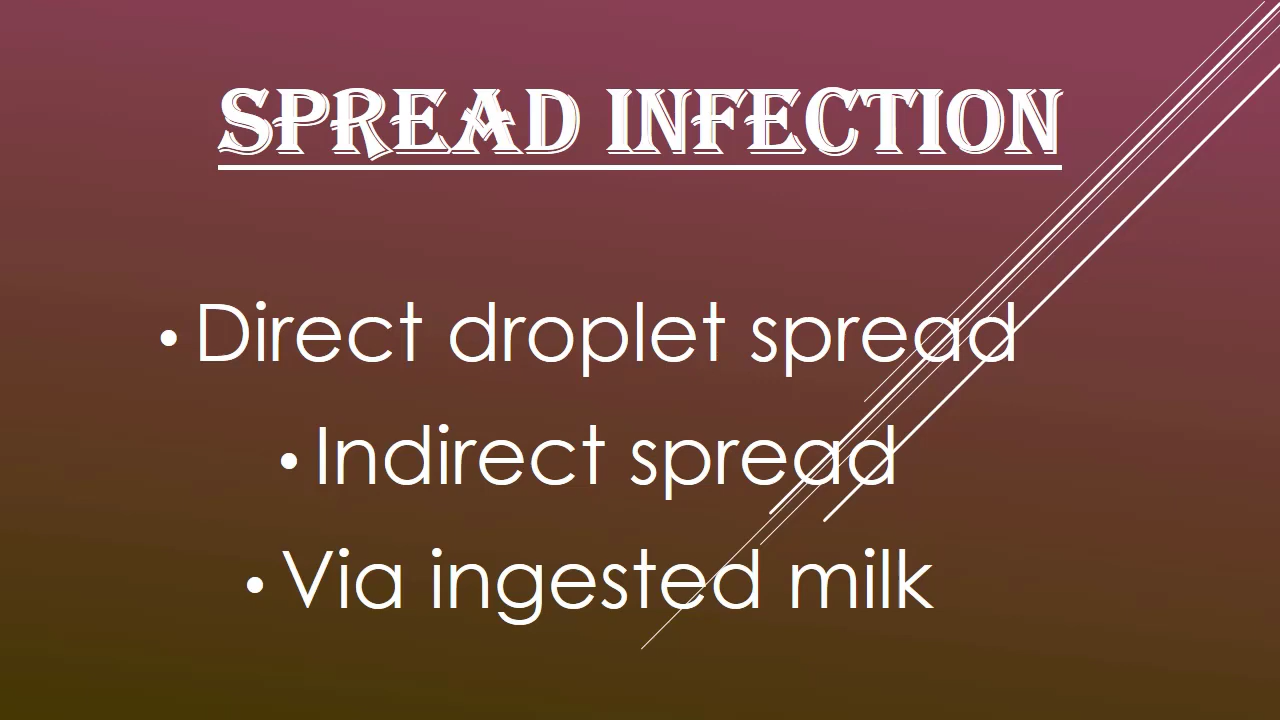 SPREAD INFECTION
• Direct droplet spread
• Indirect spread
• Via ingested milk